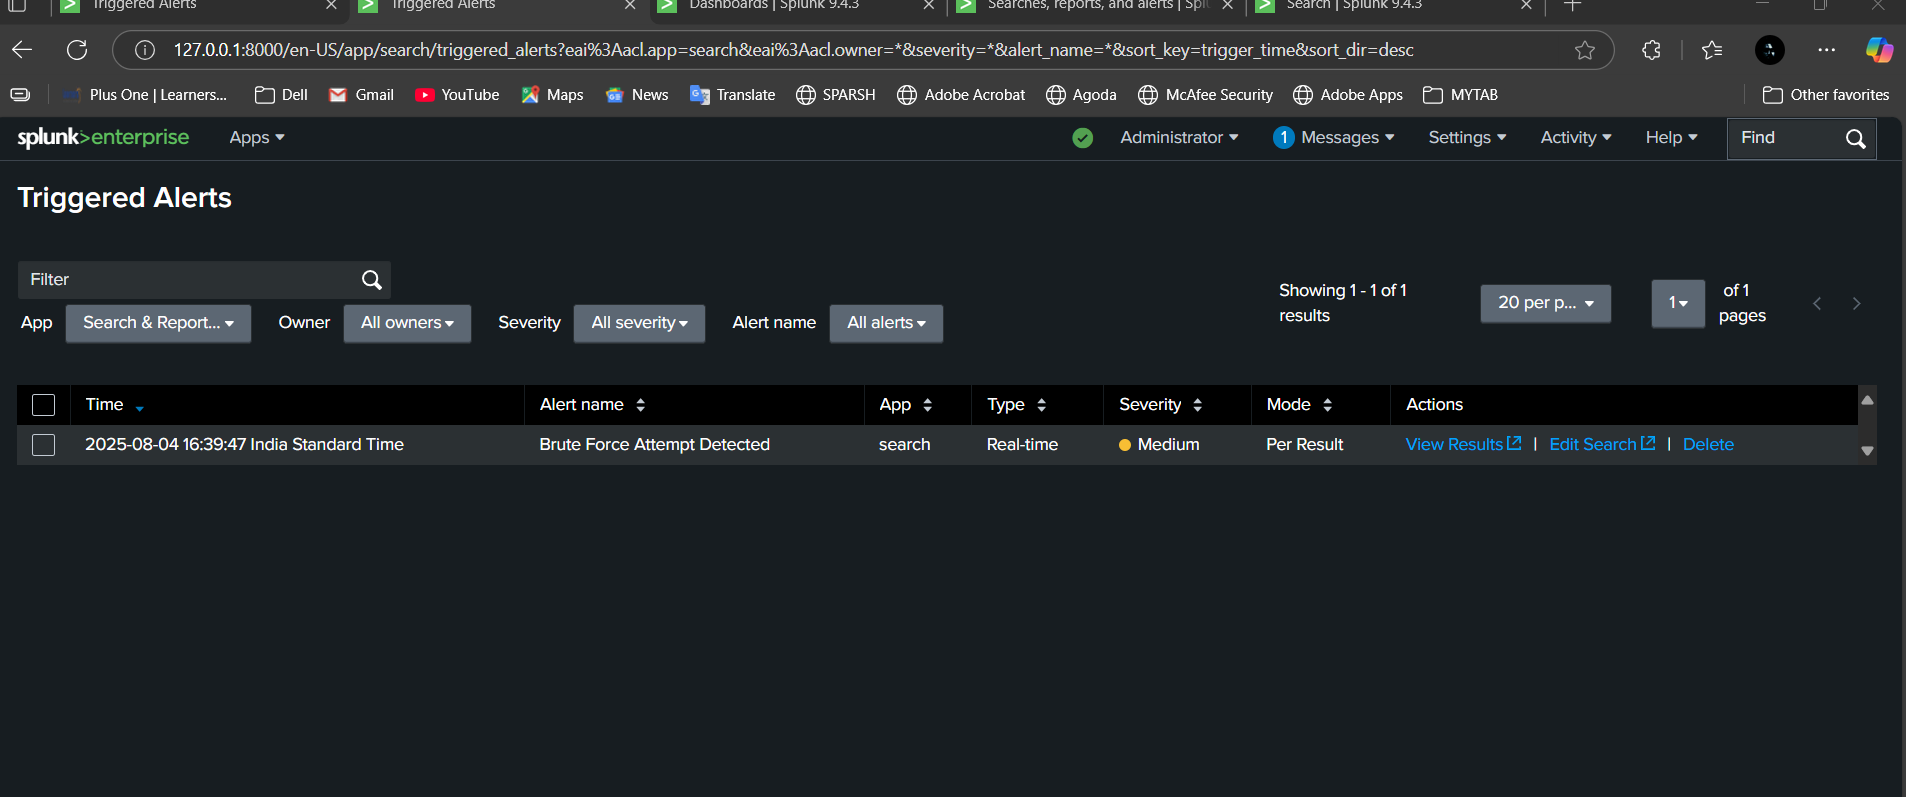 Triggered Alerts Triggered Alerts Dashboards | Splunk 9.4.3 Searches, reports, and alerts | Spl Search | Splunk 9.4.3
127.0.0.1:8000/en-US/app/search/triggered_alerts?eai%3Aacl.app=search&eai%3Aacl.owner=*&severity=*&alert_name=*&sort_key=trigger_time&sort_dir=desc
Plus One | Learners... Dell Gmail YouTube Maps News Translate SPARSH Adobe Acrobat Agoda McAfee Security Adobe Apps MYTAB Other favorites
splunk>enterprise Apps Administrator 1 Messages Settings Activity Help Find
Triggered Alerts
Filter
Showing 1 - 1 of 1 results 20 per p... 1 of 1 pages
App Search & Report... Owner All owners Severity All severity Alert name All alerts
Time Alert name App Type Severity Mode Actions
2025-08-04 16:39:47 India Standard Time Brute Force Attempt Detected search Real-time Medium Per Result View Results | Edit Search | Delete